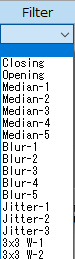 Filter
Closing
Opening
Median-1
Median-2
Median-3
Median-4
Median-5
Blur-1
Blur-2
Blur-3
Blur-4
Blur-5
Jitter-1
Jitter-2
Jitter-3
3x3 W-1
3x3 W-2